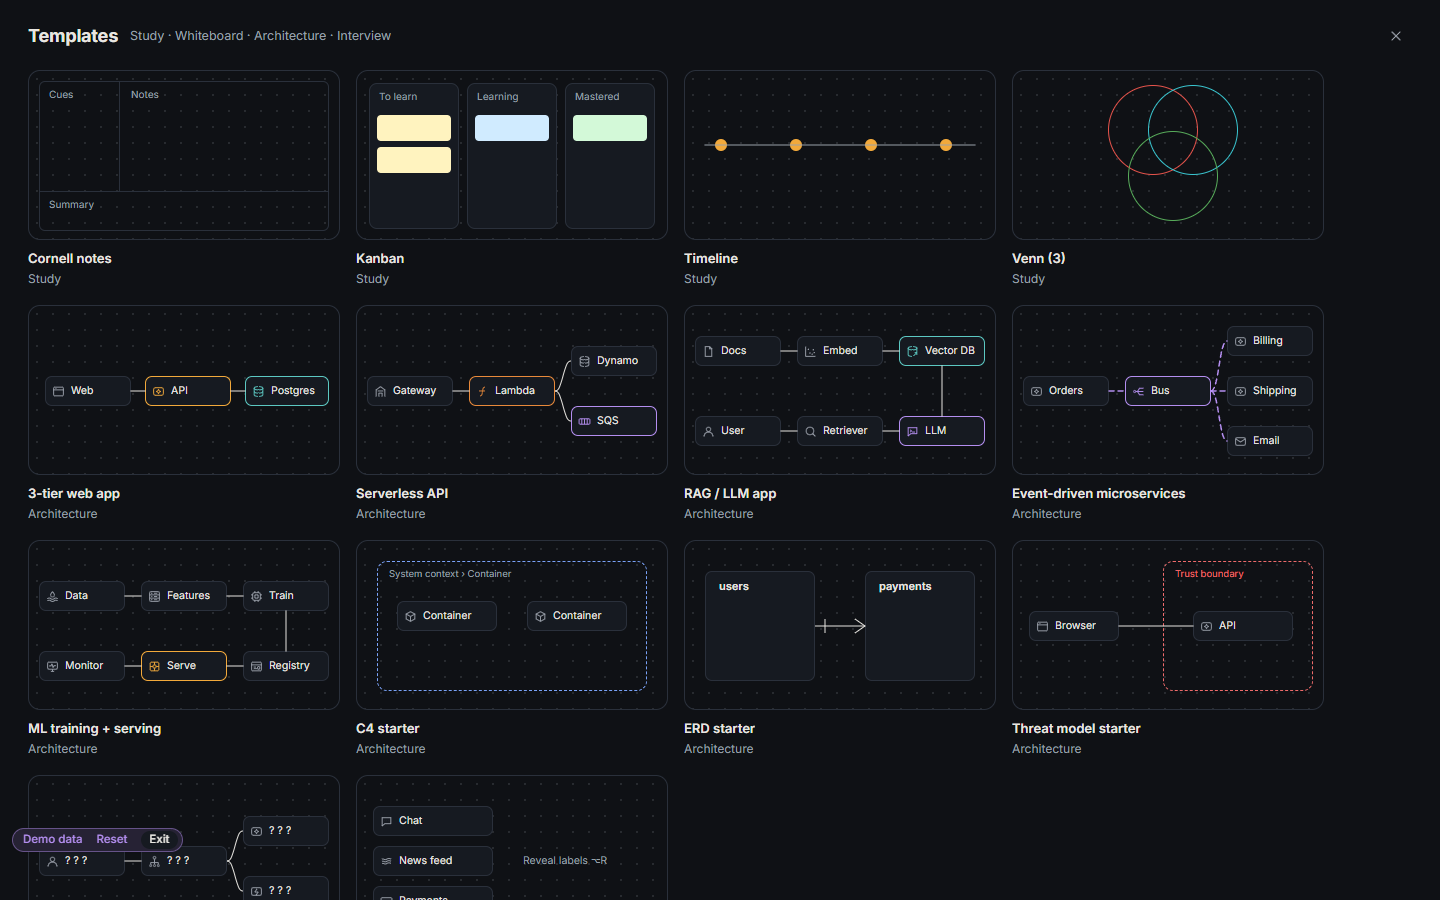 Templates Study · Whiteboard · Architecture · Interview
Cues Notes
Summary
Cornell notes
Study
To learn Learning Mastered
Kanban
Study
Timeline
Study
Venn (3)
Study
Web API Postgres
3-tier web app
Architecture
Gateway Lambda Dynamo
SQS
Serverless API
Architecture
Docs Embed Vector DB
User Retriever LLM
RAG / LLM app
Architecture
Orders Bus Billing
Shipping
Email
Event-driven microservices
Architecture
Data Features Train
Monitor Serve Registry
ML training + serving
Architecture
System context › Container
Container Container
C4 starter
Architecture
users payments
ERD starter
Architecture
Trust boundary
Browser API
Threat model starter
Architecture
Demo data Reset Exit
? ? ?
? ? ? ? ? ?
? ? ?
Chat
News feed Reveal labels ⌥R
Payments